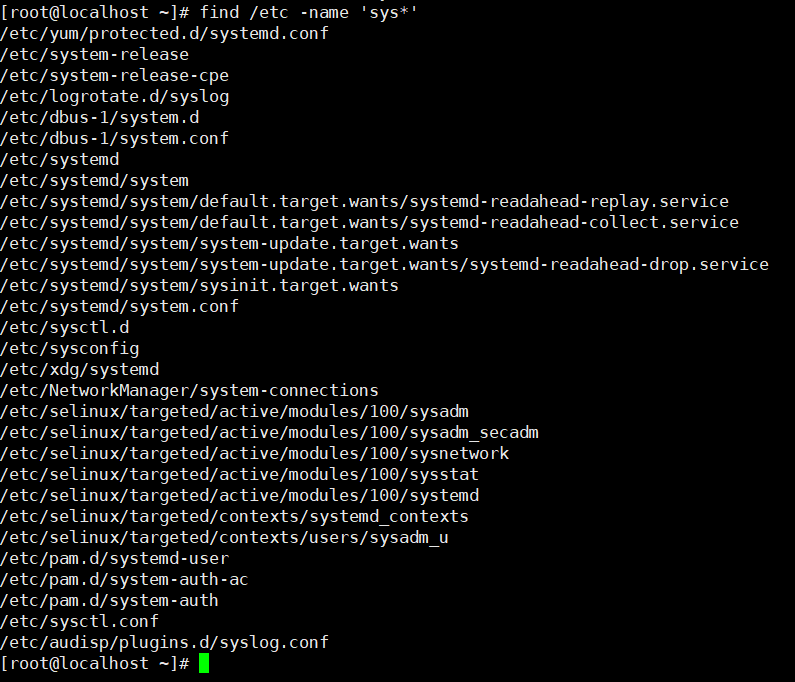 [root@localhost ~]# find /etc -name 'sys*'
/etc/yum/protected.d/systemd.conf
/etc/system-release
/etc/system-release-cpe
/etc/logrotate.d/syslog
/etc/dbus-1/system.d
/etc/dbus-1/system.conf
/etc/systemd
/etc/systemd/system
/etc/systemd/system/default.target.wants/systemd-readahead-replay.service
/etc/systemd/system/default.target.wants/systemd-readahead-collect.service
/etc/systemd/system/system-update.target.wants
/etc/systemd/system/system-update.target.wants/systemd-readahead-drop.service
/etc/systemd/system/sysinit.target.wants
/etc/systemd/system.conf
/etc/sysctl.d
/etc/sysconfig
/etc/xdg/systemd
/etc/NetworkManager/system-connections
/etc/selinux/targeted/active/modules/100/sysadm
/etc/selinux/targeted/active/modules/100/sysadm_secadm
/etc/selinux/targeted/active/modules/100/sysnetwork
/etc/selinux/targeted/active/modules/100/sysstat
/etc/selinux/targeted/active/modules/100/systemd
/etc/selinux/targeted/contexts/systemd_contexts
/etc/selinux/targeted/contexts/users/sysadm_u
/etc/pam.d/systemd-user
/etc/pam.d/system-auth-ac
/etc/pam.d/system-auth
/etc/sysctl.conf
/etc/audisp/plugins.d/syslog.conf
[root@localhost ~]#